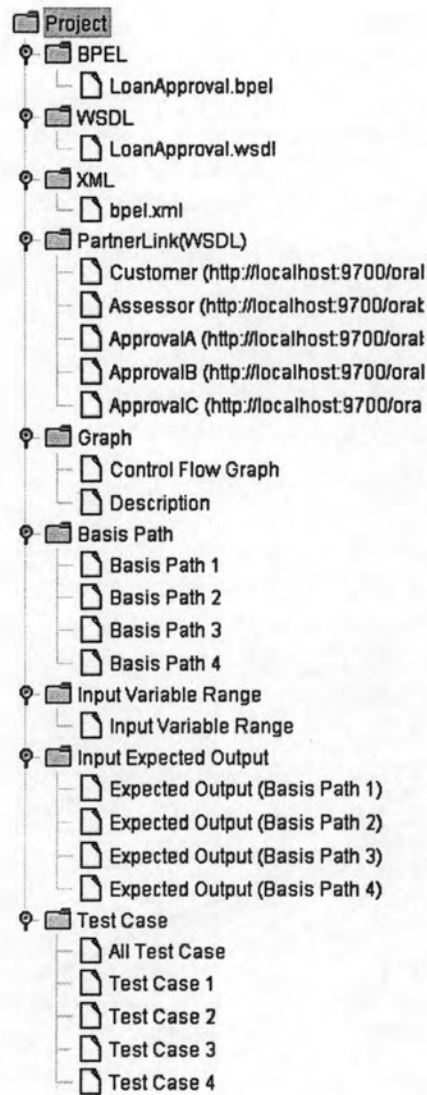 Project
BPEL
LoanApproval.bpel
WSDL
LoanApproval.wsdl
XML
bpel.xml
PartnerLink(WSDL)
Customer (http://localhost:9700/oral
Assessor (http://localhost:9700/orab
ApprovalA (http://localhost:9700/orab
ApprovalB (http://localhost:9700/oral
ApprovalC (http://localhost:9700/ora
Graph
Control Flow Graph
Description
Basis Path
Basis Path 1
Basis Path 2
Basis Path 3
Basis Path 4
Input Variable Range
Input Variable Range
Input Expected Output
Expected Output (Basis Path 1)
Expected Output (Basis Path 2)
Expected Output (Basis Path 3)
Expected Output (Basis Path 4)
Test Case
All Test Case
Test Case 1
Test Case 2
Test Case 3
Test Case 4